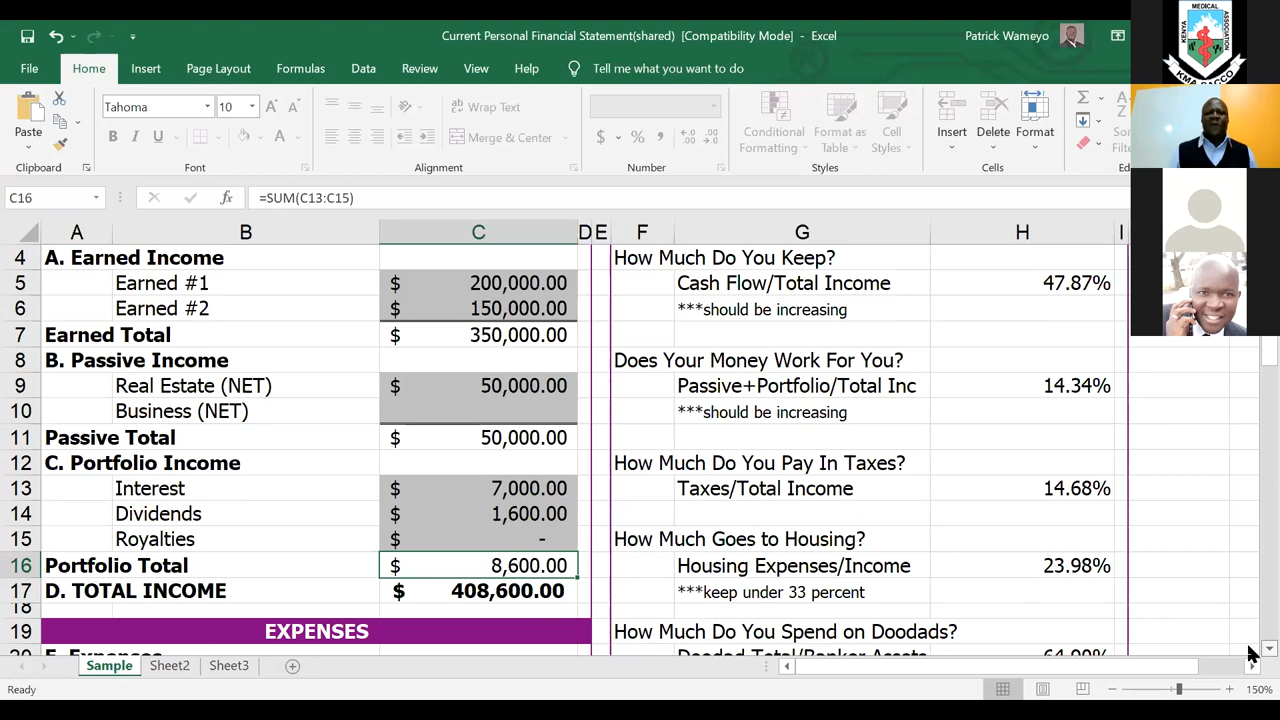 Current Personal Financial Statement(shared) [Compatibility Mode] - Excel
Patrick Wameyo
File Home Insert Page Layout Formulas Data Review View Help Tell me what you want to do
Tahoma 10
Wrap Text
Merge & Center
Paste
Conditional Formatting
Format as Table
Cell Styles
Insert Delete Format
Clipboard Font Alignment Number Styles Cells Editing
C16 fx =SUM(C13:C15)
A B C D E F G H I
4 A. Earned Income How Much Do You Keep?
5 Earned #1 $ 200,000.00 Cash Flow/Total Income 47.87%
6 Earned #2 $ 150,000.00 ***should be increasing
7 Earned Total $ 350,000.00
8 B. Passive Income Does Your Money Work For You?
9 Real Estate (NET) $ 50,000.00 Passive+Portfolio/Total Inc 14.34%
10 Business (NET) ***should be increasing
11 Passive Total $ 50,000.00
12 C. Portfolio Income How Much Do You Pay In Taxes?
13 Interest $ 7,000.00 Taxes/Total Income 14.68%
14 Dividends $ 1,600.00
15 Royalties $ - How Much Goes to Housing?
16 Portfolio Total $ 8,600.00 Housing Expenses/Income 23.98%
17 D. TOTAL INCOME $ 408,600.00 ***keep under 33 percent
18
19 EXPENSES How Much Do You Spend on Doodads?
Sample Sheet2 Sheet3
Ready 150%
KENYA MEDICAL ASSOCIATION
KMA SACCO